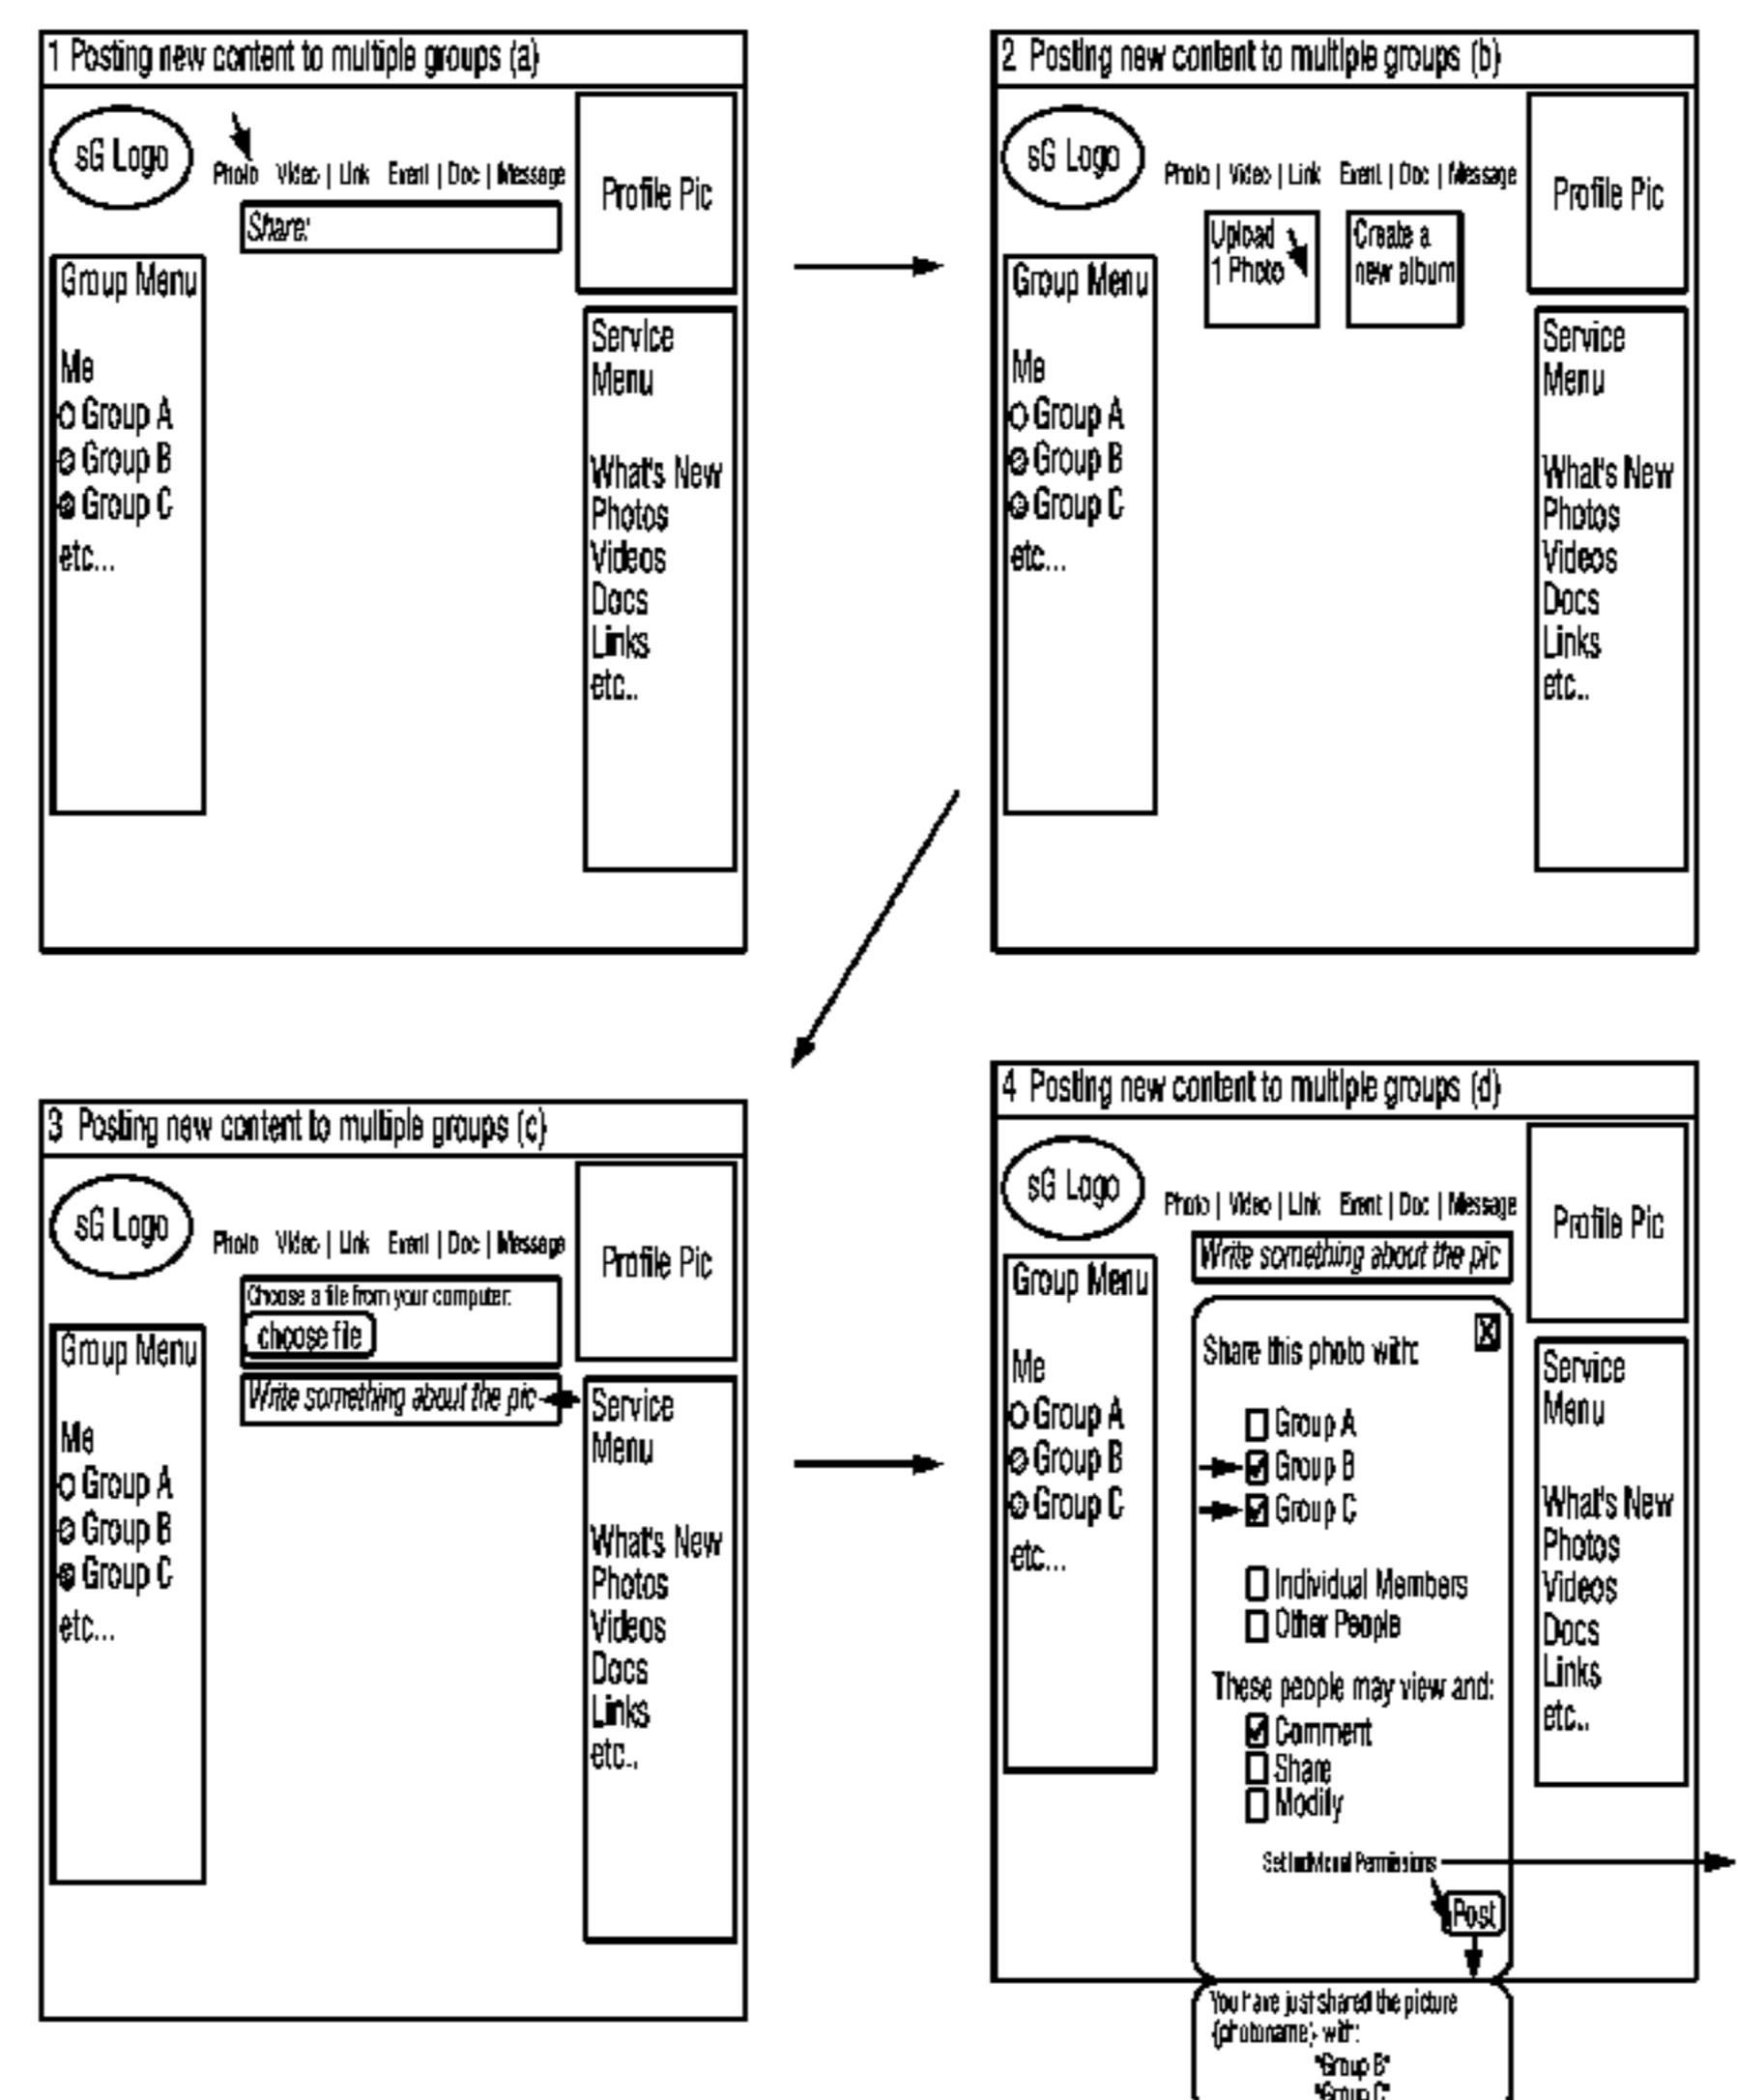 1 Posting new content to multiple groups (a)
sG Logo
Photo Video | Link Event | Doc | Message
Share:
Profile Pic
Group Menu
Me
Group A
Group B
Group C
etc...
Service
Menu
What's New
Photos
Videos
Docs
Links
etc..
2 Posting new content to multiple groups (b)
sG Logo
Photo | Video | Link Event | Doc | Message
Upload
1 Photo
Create a
new album
Profile Pic
Group Menu
Me
Group A
Group B
Group C
etc...
Service
Menu
What's New
Photos
Videos
Docs
Links
etc..
3 Posting new content to multiple groups (c)
sG Logo
Photo Video | Link Event | Doc | Message
Choose a file from your computer:
choose file
Write something about the pic
Profile Pic
Group Menu
Me
Group A
Group B
Group C
etc...
Service
Menu
What's New
Photos
Videos
Docs
Links
etc..
4 Posting new content to multiple groups (d)
sG Logo
Photo | Video | Link Event | Doc | Message
Write something about the pic
Profile Pic
Group Menu
Me
Group A
Group B
Group C
etc...
Share this photo with:
Group A
Group B
Group C
Individual Members
Other People
These people may view and:
Comment
Share
Modify
Set Individual Permissions
Post
Service
Menu
What's New
Photos
Videos
Docs
Links
etc..
You have just shared the picture
{photoname} with:
"Group B"
"Group C"